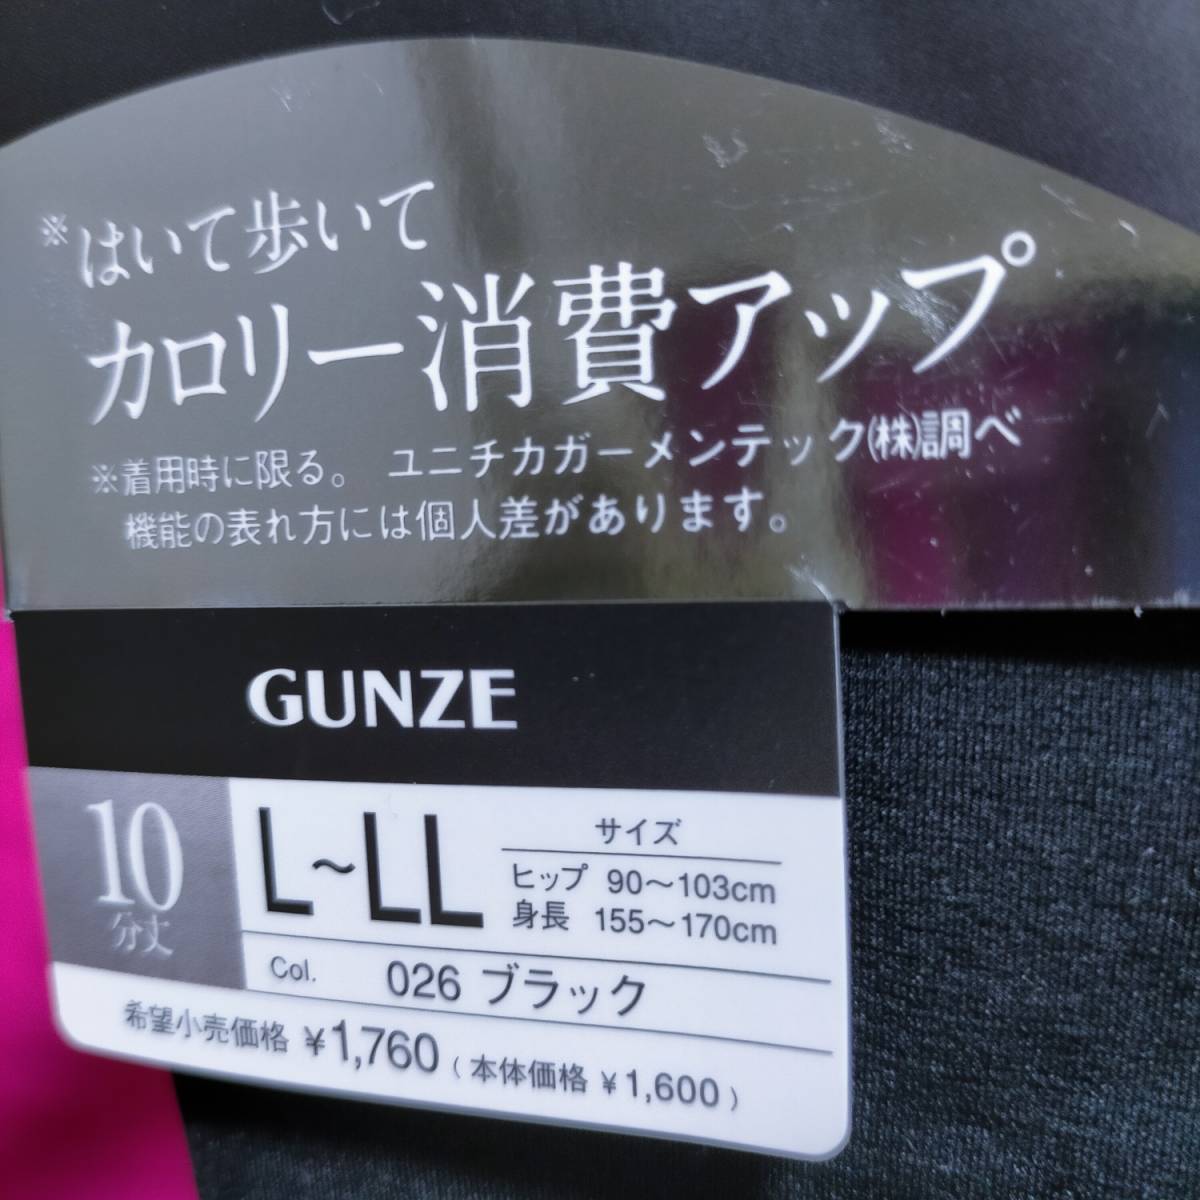 ※はいて歩いて
カロリー消費アップ
※着用時に限る。 ユニチカガーメンテック㈱調べ
機能の表れ方には個人差があります。
GUNZE
10
分丈
L～LL
サイズ
ヒップ 90～103cm
身長 155～170cm
Col. 026 ブラック
希望小売価格 ¥1,760(本体価格 ¥1,600)